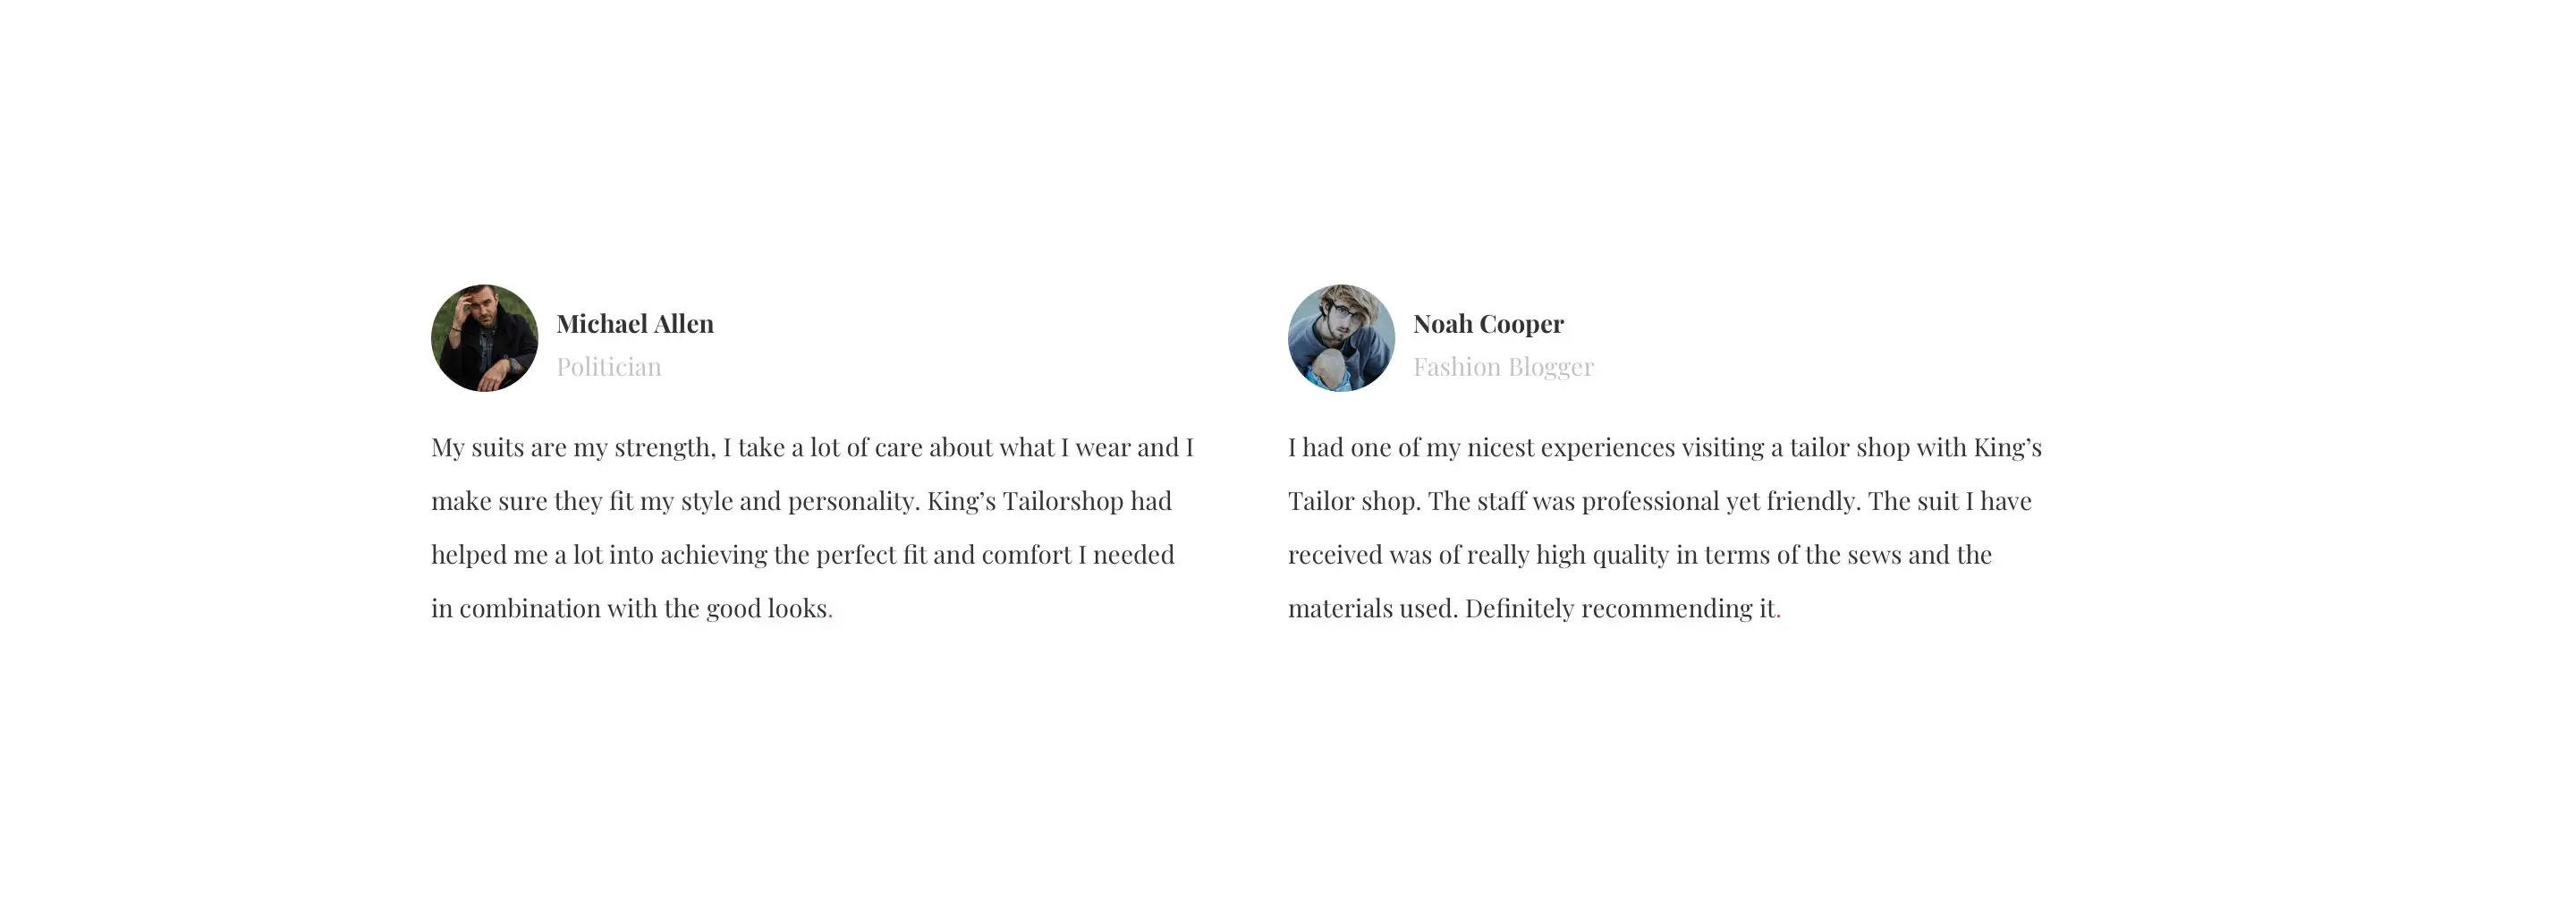 Michael Allen
Politician
My suits are my strength, I take a lot of care about what I wear and I
make sure they fit my style and personality. King’s Tailorshop had
helped me a lot into achieving the perfect fit and comfort I needed
in combination with the good looks.
Noah Cooper
Fashion Blogger
I had one of my nicest experiences visiting a tailor shop with King’s
Tailor shop. The staff was professional yet friendly. The suit I have
received was of really high quality in terms of the sews and the
materials used. Definitely recommending it.